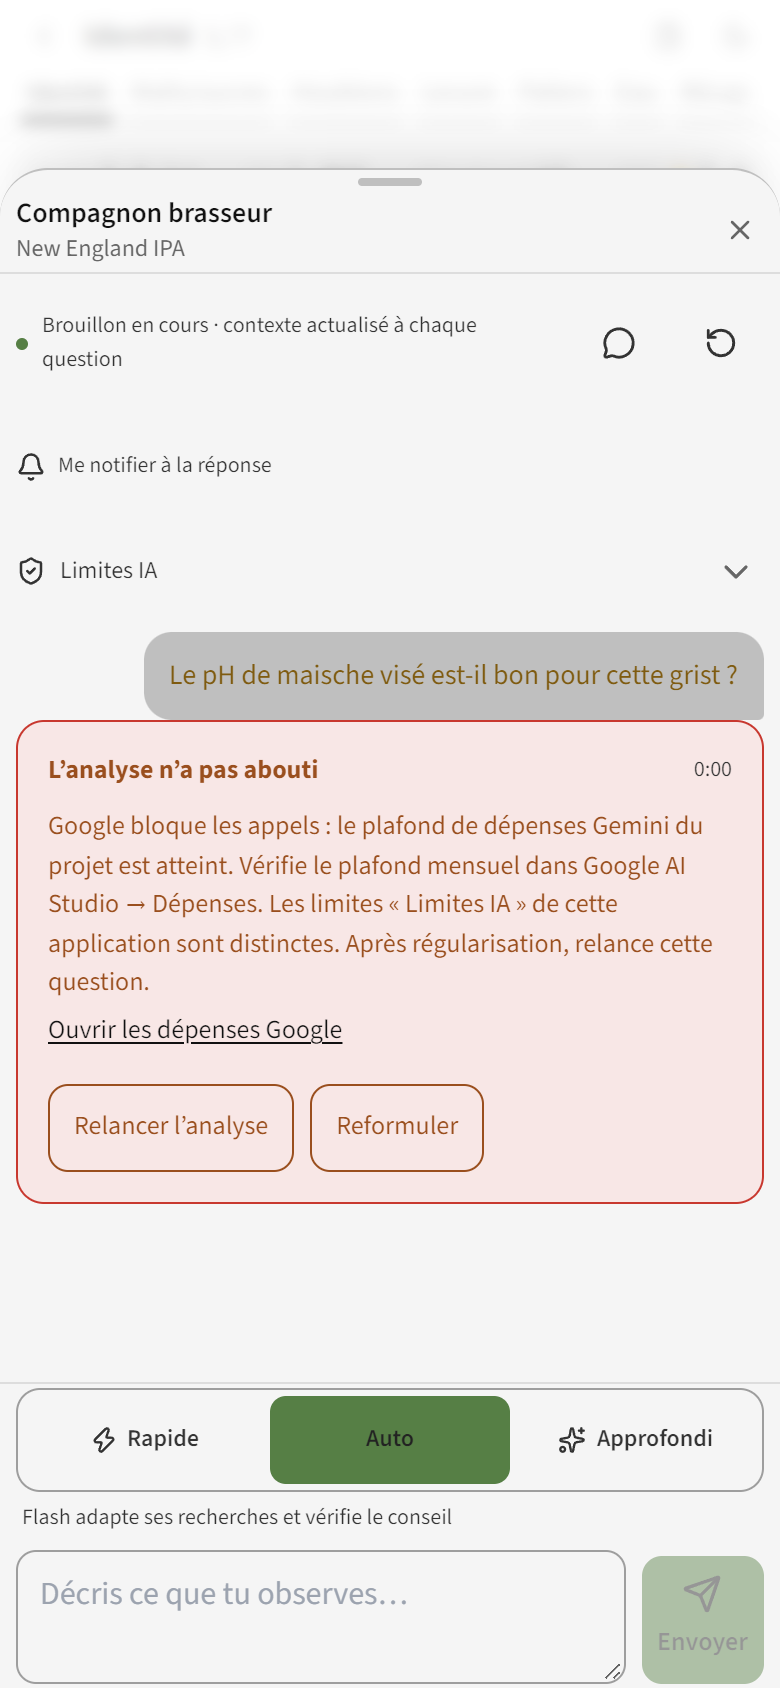 Compagnon brasseur
New England IPA
Brouillon en cours · contexte actualisé à chaque
question
Me notifier à la réponse
Limites IA
Le pH de maische visé est-il bon pour cette grist ?
L’analyse n’a pas abouti
0:00
Google bloque les appels : le plafond de dépenses Gemini du
projet est atteint. Vérifie le plafond mensuel dans Google AI
Studio → Dépenses. Les limites « Limites IA » de cette
application sont distinctes. Après régularisation, relance cette
question.
Ouvrir les dépenses Google
Relancer l’analyse
Reformuler
Rapide
Auto
Approfondi
Flash adapte ses recherches et vérifie le conseil
Décris ce que tu observes…
Envoyer